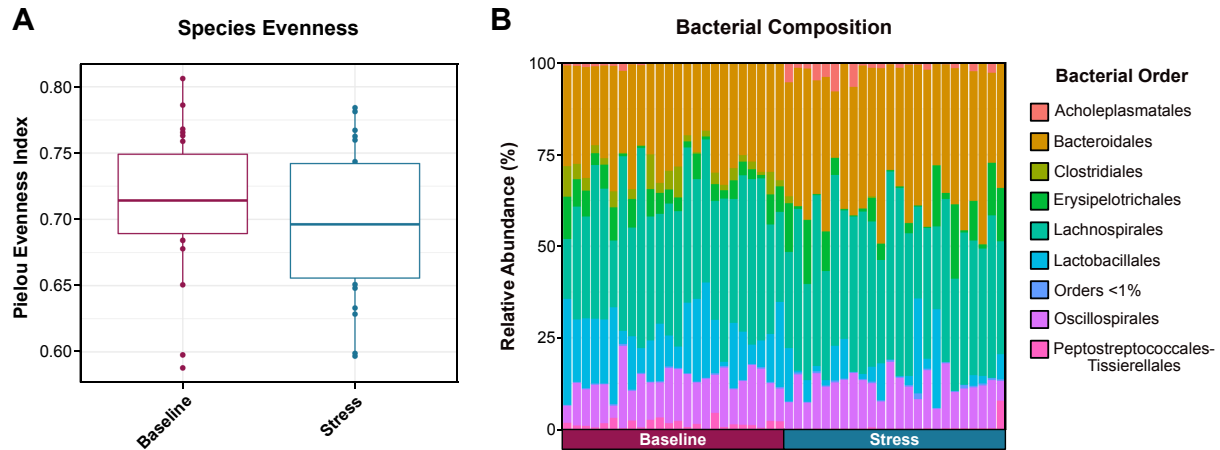 A
Species Evenness
Pielou Evenness Index
0.80
0.75
0.70
0.65
0.60
Baseline
Stress
B
Bacterial Composition
Relative Abundance (%)
100
75
50
25
0
Baseline
Stress
Bacterial Order
Acholeplasmatales
Bacteroidales
Clostridiales
Erysipelotrichales
Lachnospirales
Lactobacillales
Orders <1%
Oscillospirales
Peptostreptococcales-
Tissierellales